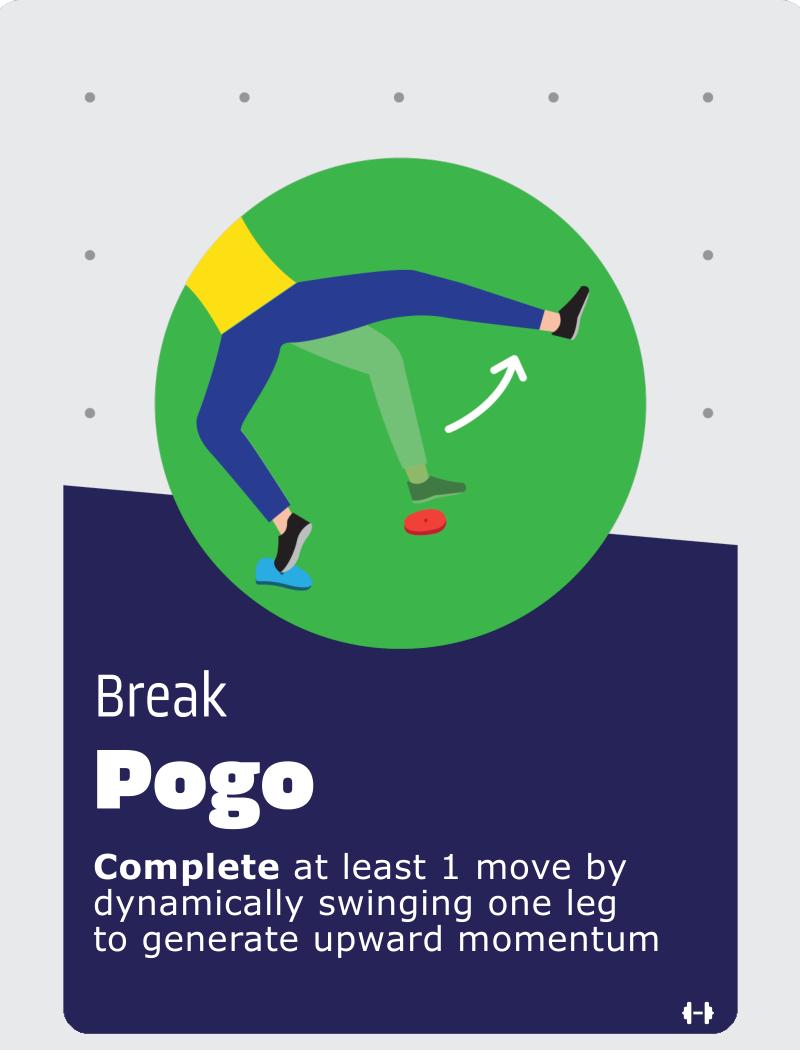 Break
Pogo
Complete at least 1 move by
dynamically swinging one leg
to generate upward momentum